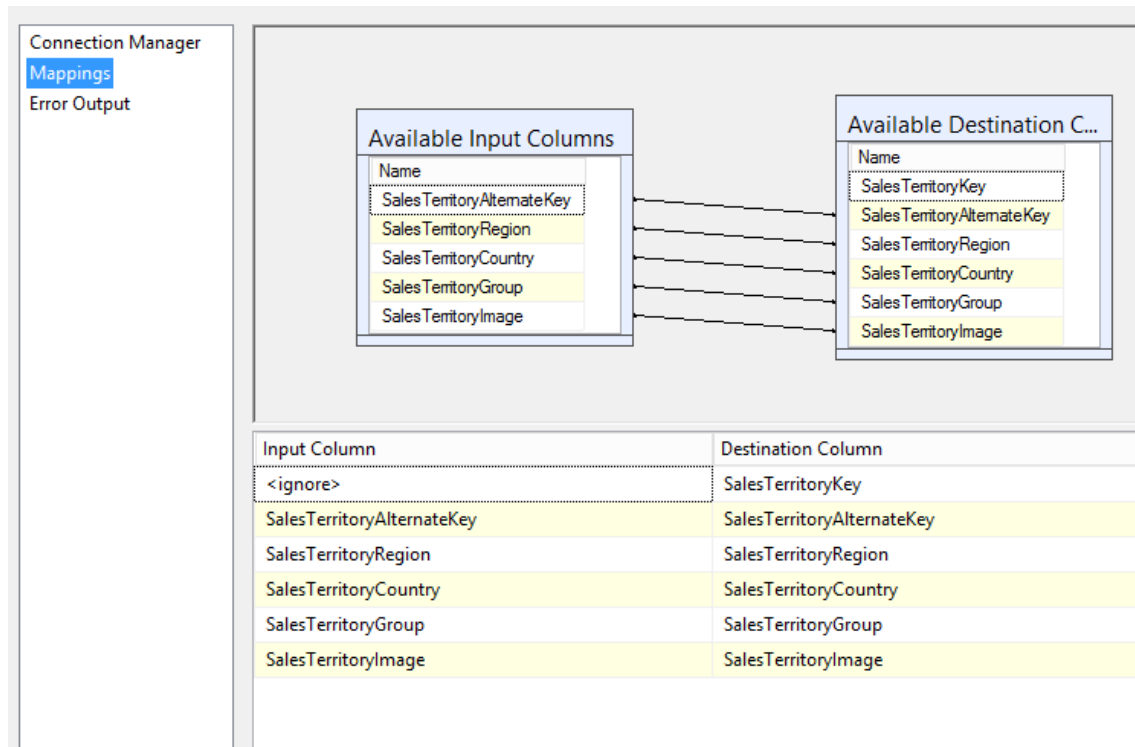 Connection Manager
Mappings
Error Output
Available Input Columns
Name
SalesTerritoryAlternateKey
SalesTerritoryRegion
SalesTerritoryCountry
SalesTerritoryGroup
SalesTerritoryImage
Available Destination C...
Name
SalesTerritoryKey
SalesTerritoryAlternateKey
SalesTerritoryRegion
SalesTerritoryCountry
SalesTerritoryGroup
SalesTerritoryImage
Input Column Destination Column
<ignore> SalesTerritoryKey
SalesTerritoryAlternateKey SalesTerritoryAlternateKey
SalesTerritoryRegion SalesTerritoryRegion
SalesTerritoryCountry SalesTerritoryCountry
SalesTerritoryGroup SalesTerritoryGroup
SalesTerritoryImage SalesTerritoryImage